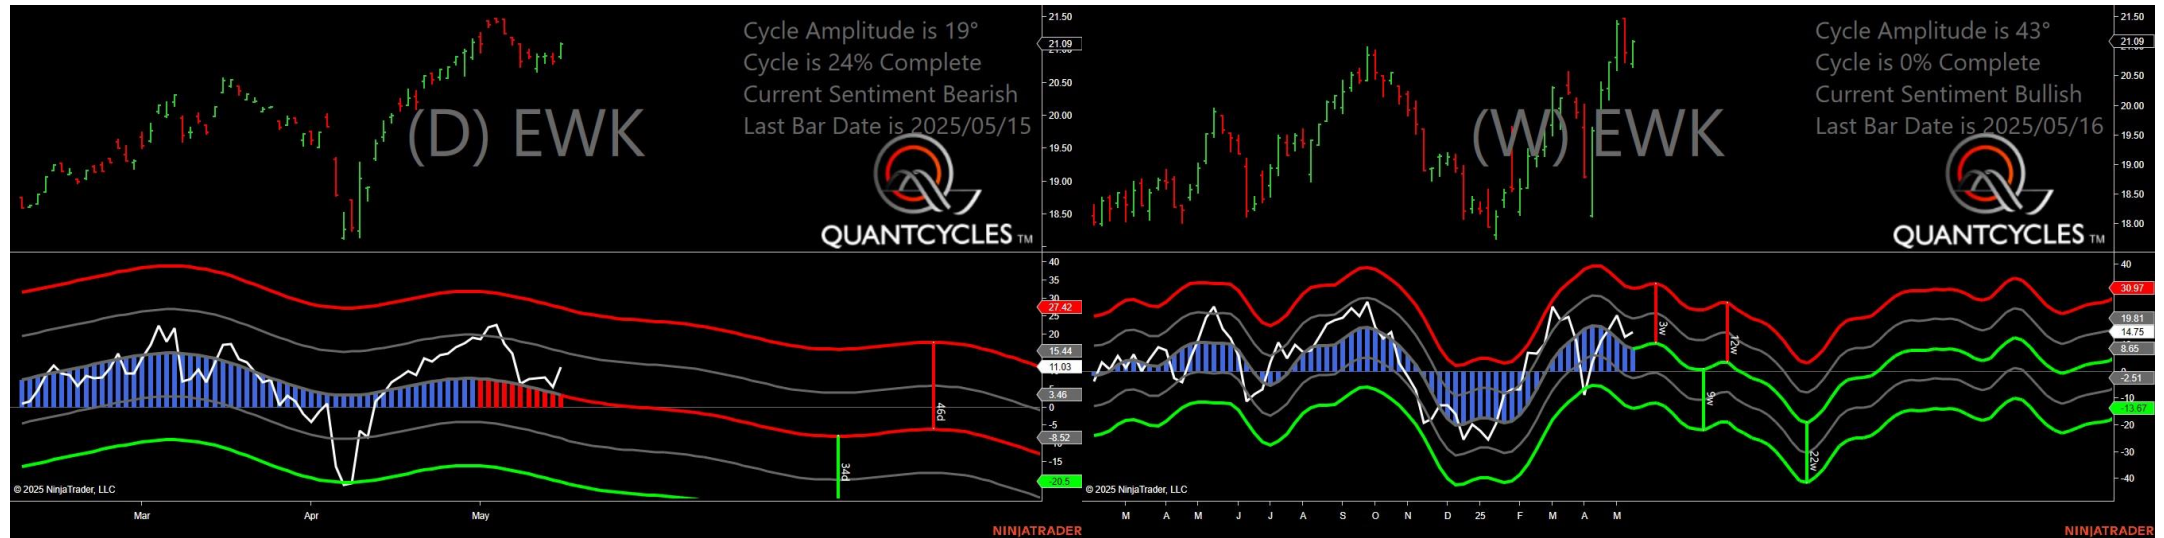 Cycle Amplitude is 19°
Cycle is 24% Complete
Current Sentiment Bearish
Last Bar Date is 2025/05/15
(D) EWK
QUANTCYCLES TM
21.50
21.09
20.50
20.00
19.50
19.00
18.50
40
35
30
27.42
25
20
15.44
11.03
5
3.46
0
-5
-8.52
-15
-20.5
46d
34d
© 2025 NinjaTrader, LLC
Mar
Apr
May
NINJATRADER
Cycle Amplitude is 43°
Cycle is 0% Complete
Current Sentiment Bullish
Last Bar Date is 2025/05/16
(W) EWK
QUANTCYCLES TM
21.50
21.09
20.50
20.00
19.50
19.00
18.50
18.00
40
30.97
19.81
14.75
8.65
-2.51
-10
-13.67
-20
-30
-40
3w
12w
9w
22w
© 2025 NinjaTrader, LLC
M A M J J A S O N D 25 F M A M
NINJATRADER